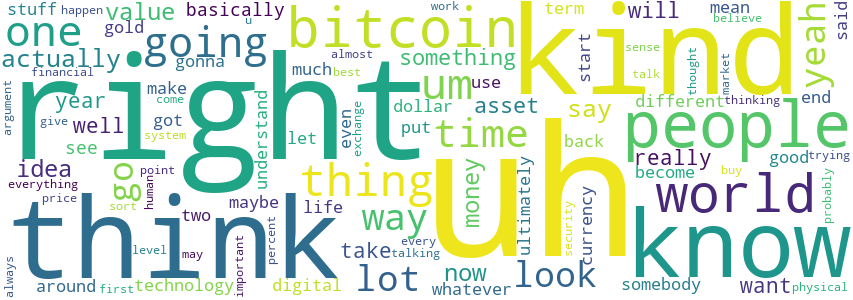 stuff happen value basically
one gold u
actually going gonna
financial much
argument right
year make come
give well got
see system
idea go
everything point
price sort human
think two maybe life
level may important percent
always around first technology digital
understand let even exchange
bitcoin work almost best
something um use
dollar put asset
time
thing money
way
take every talking
lot now whatever look
ultimately currency security
uh
kind term will mean believe said
start sense talk thought market yeah
different thinking end
say people
back really good trying
become buy probably
world
know
somebody want physical